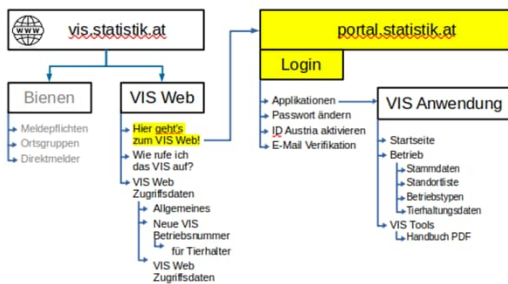 WWW
vis.statistik.at
portal.statistik.at
Login
Bienen
VIS Web
Meldepflichten
Ortsgruppen
Direktmelder
Hier geht's
zum VIS Web!
Wie rufe ich
das VIS auf?
VIS Web
Zugriffsdaten
Allgemeines
Neue VIS
Betriebsnummer
für Tierhalter
VIS Web
Zugriffsdaten
Applikationen
Passwort ändern
ID Austria aktivieren
E-Mail Verifikation
VIS Anwendung
Startseite
Betrieb
Stammdaten
Standortliste
Betriebstypen
Tierhaltungsdaten
VIS Tools
Handbuch PDF